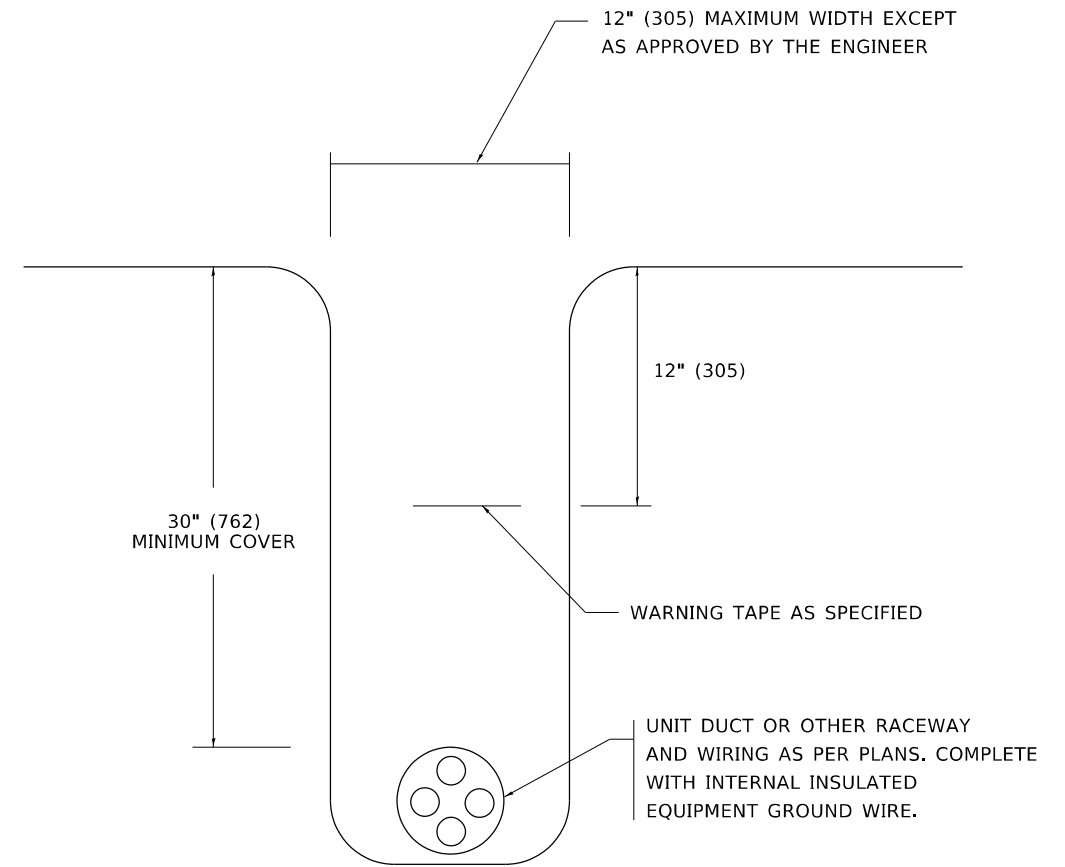 12" (305) MAXIMUM WIDTH EXCEPT
AS APPROVED BY THE ENGINEER
12" (305)
30" (762)
MINIMUM COVER
WARNING TAPE AS SPECIFIED
UNIT DUCT OR OTHER RACEWAY
AND WIRING AS PER PLANS. COMPLETE
WITH INTERNAL INSULATED
EQUIPMENT GROUND WIRE.